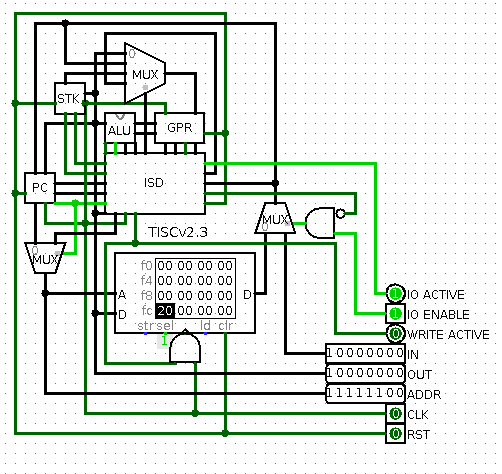 0
MUX
STK
ALU
GPR
PC
ISD
TISCv2.3
MUX
0
0
MUX
f0 00 00 00 00
f4 00 00 00 00
f8 00 00 00 00
fc 20 00 00 00
A
D
D
str sel ld clr
1
1 IO ACTIVE
1 IO ENABLE
0 WRITE ACTIVE
10000000 IN
10000000 OUT
11111100 ADDR
0 CLK
0 RST